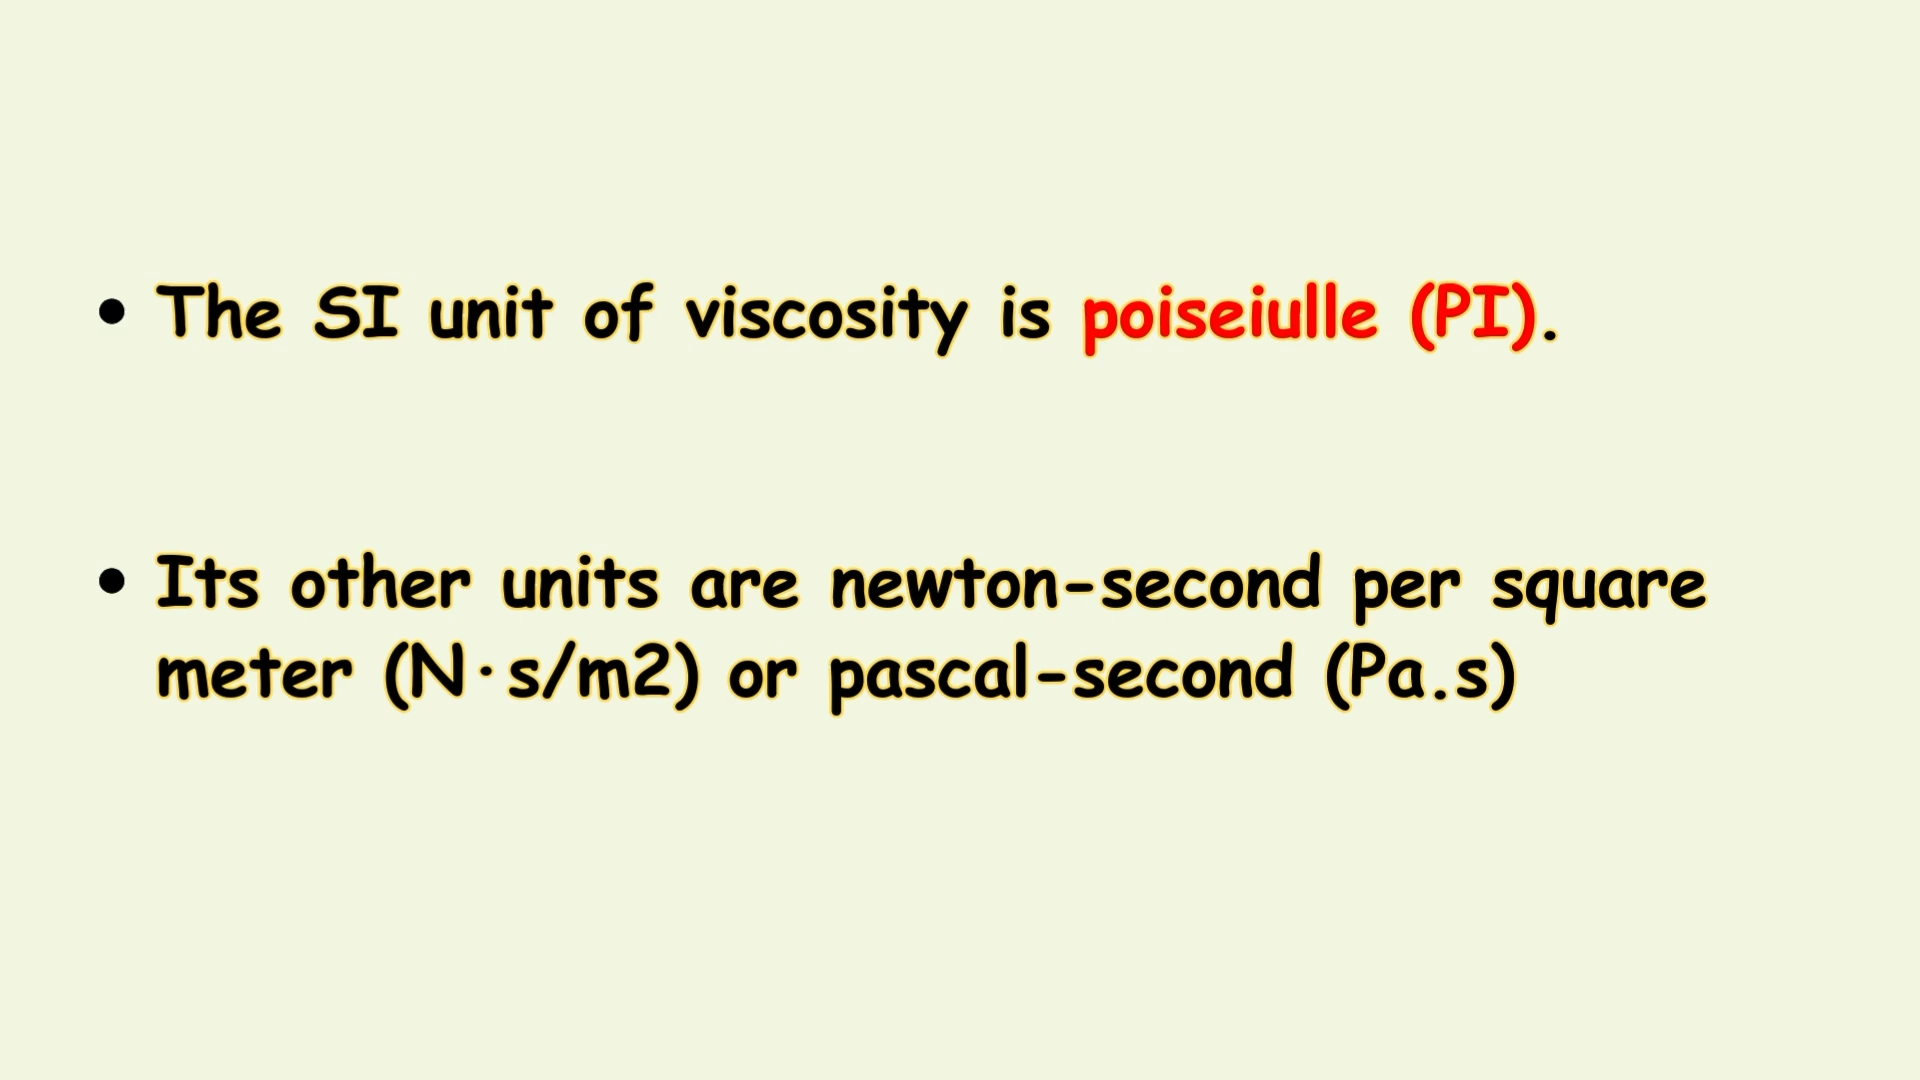 • The SI unit of viscosity is poiseiulle (PI).
• Its other units are newton-second per square
meter (N·s/m2) or pascal-second (Pa.s)